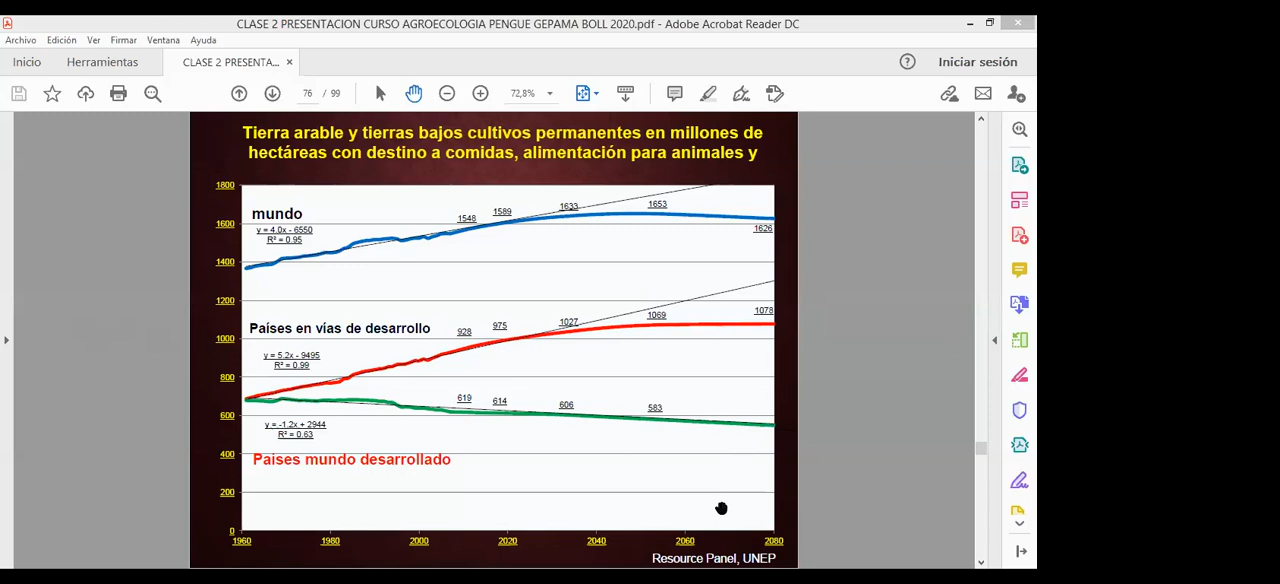 CLASE 2 PRESENTACION CURSO AGROECOLOGIA PENGUE GEPAMA BOLL 2020.pdf - Adobe Acrobat Reader DC
Archivo Edición Ver Firmar Ventana Ayuda
Inicio Herramientas CLASE 2 PRESENTA... × Iniciar sesión
76 / 99 72,8%
Tierra arable y tierras bajos cultivos permanentes en millones de
hectáreas con destino a comidas, alimentación para animales y
1800
mundo
1548 1589 1633 1653
1600
y = 4.0x - 6550
R² = 0.95
1626
1400
1200
Países en vias de desarrollo
928 975 1027 1069 1078
1000
y = 5.2x - 9495
R² = 0.99
800
619 614 606 583
600
y = -1.2x + 2944
R² = 0.63
400
Paises mundo desarrollado
200
0
1960 1980 2000 2020 2040 2060 2080
Resource Panel, UNEP